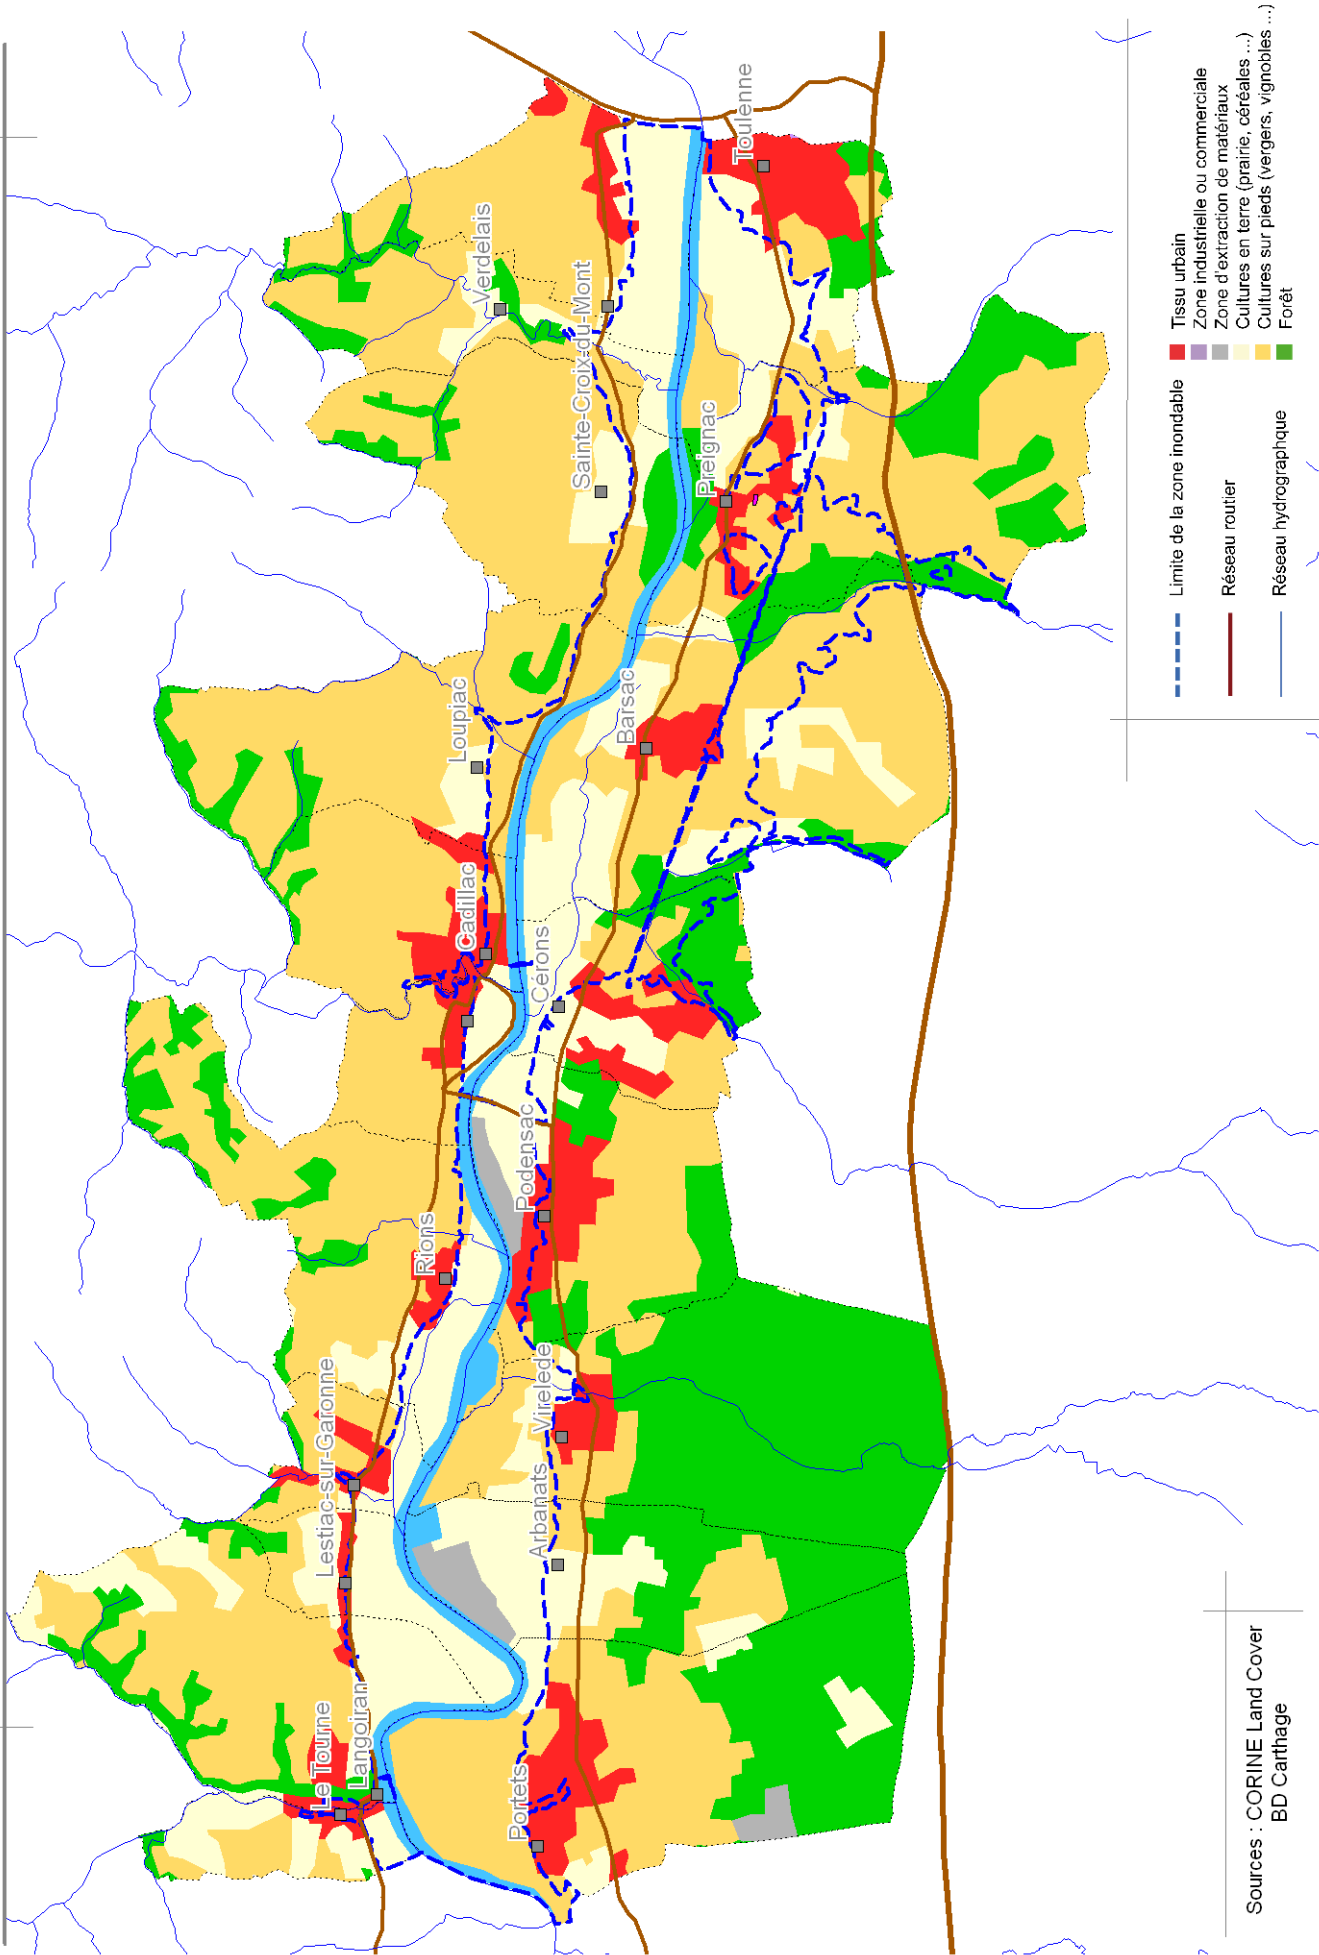 Le Tourne
Langoiran
Lestiac-sur-Garonne
Rions
Cadillac
Loupiac
Verdelais
Sainte-Croix-du-Mont
Portets
Arbanats
Virelede
Podensac
Cérons
Barsac
Preignac
Toulenne
Limite de la zone inondable
Réseau routier
Réseau hydrographque
Tissu urbain
Zone industrielle ou commerciale
Zone d'extraction de matériaux
Cultures en terre (prairie, céréales ...)
Cultures sur pieds (vergers, vignobles ...)
Forêt
Sources : CORINE Land Cover
BD Carthage